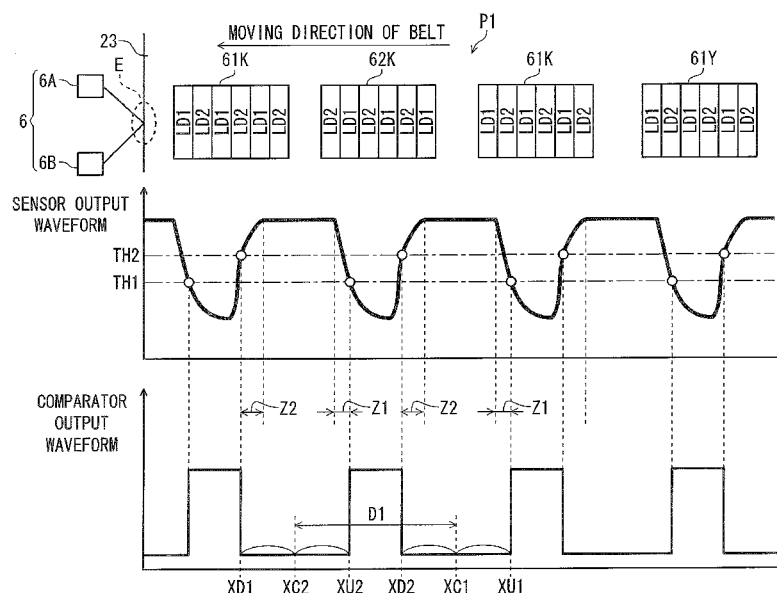 MOVING DIRECTION OF BELT
P1
23
6A
E
6
6B
61K
62K
61K
61Y
LD1 LD2 LD1 LD2 LD1 LD2
LD2 LD1 LD2 LD1 LD2 LD1
LD1 LD2 LD1 LD2 LD1 LD2
LD1 LD2 LD1 LD2 LD1 LD2
SENSOR OUTPUT
WAVEFORM
TH2
TH1
COMPARATOR
OUTPUT
WAVEFORM
Z2
Z1
Z2
Z1
D1
XD1
XC2
XU2
XD2
XC1
XU1